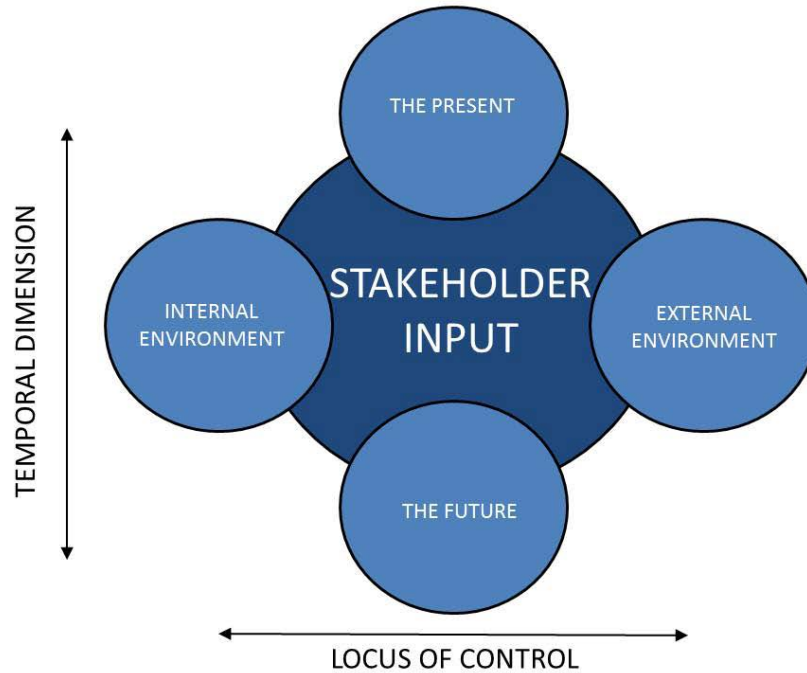 THE PRESENT
TEMPORAL DIMENSION
INTERNAL
ENVIRONMENT
STAKEHOLDER
INPUT
EXTERNAL
ENVIRONMENT
THE FUTURE
LOCUS OF CONTROL